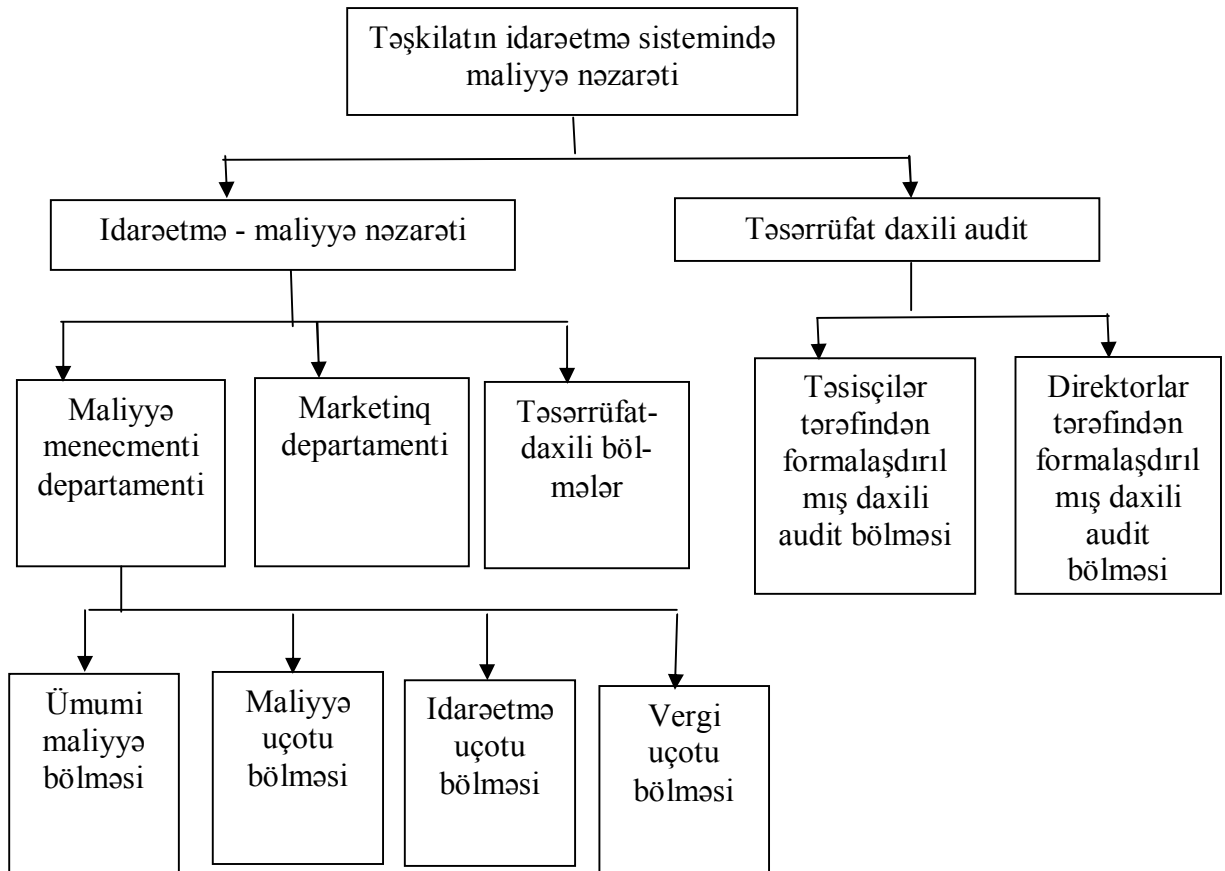 Təşkilatın idarəetmə sistemində
maliyyə nəzarəti
Idarəetmə - maliyyə nəzarəti
Təsərrüfat daxili audit
Maliyyə
menecmenti
departamenti
Marketinq
departamenti
Təsərrüfat-
daxili böl-
mələr
Təsisçilər
tərəfindən
formalaşdırıl
mış daxili
audit bölməsi
Direktorlar
tərəfindən
formalaşdırıl
mış daxili
audit
bölməsi
Ümumi
maliyyə
bölməsi
Maliyyə
uçotu
bölməsi
Idarəetmə
uçotu
bölməsi
Vergi
uçotu
bölməsi